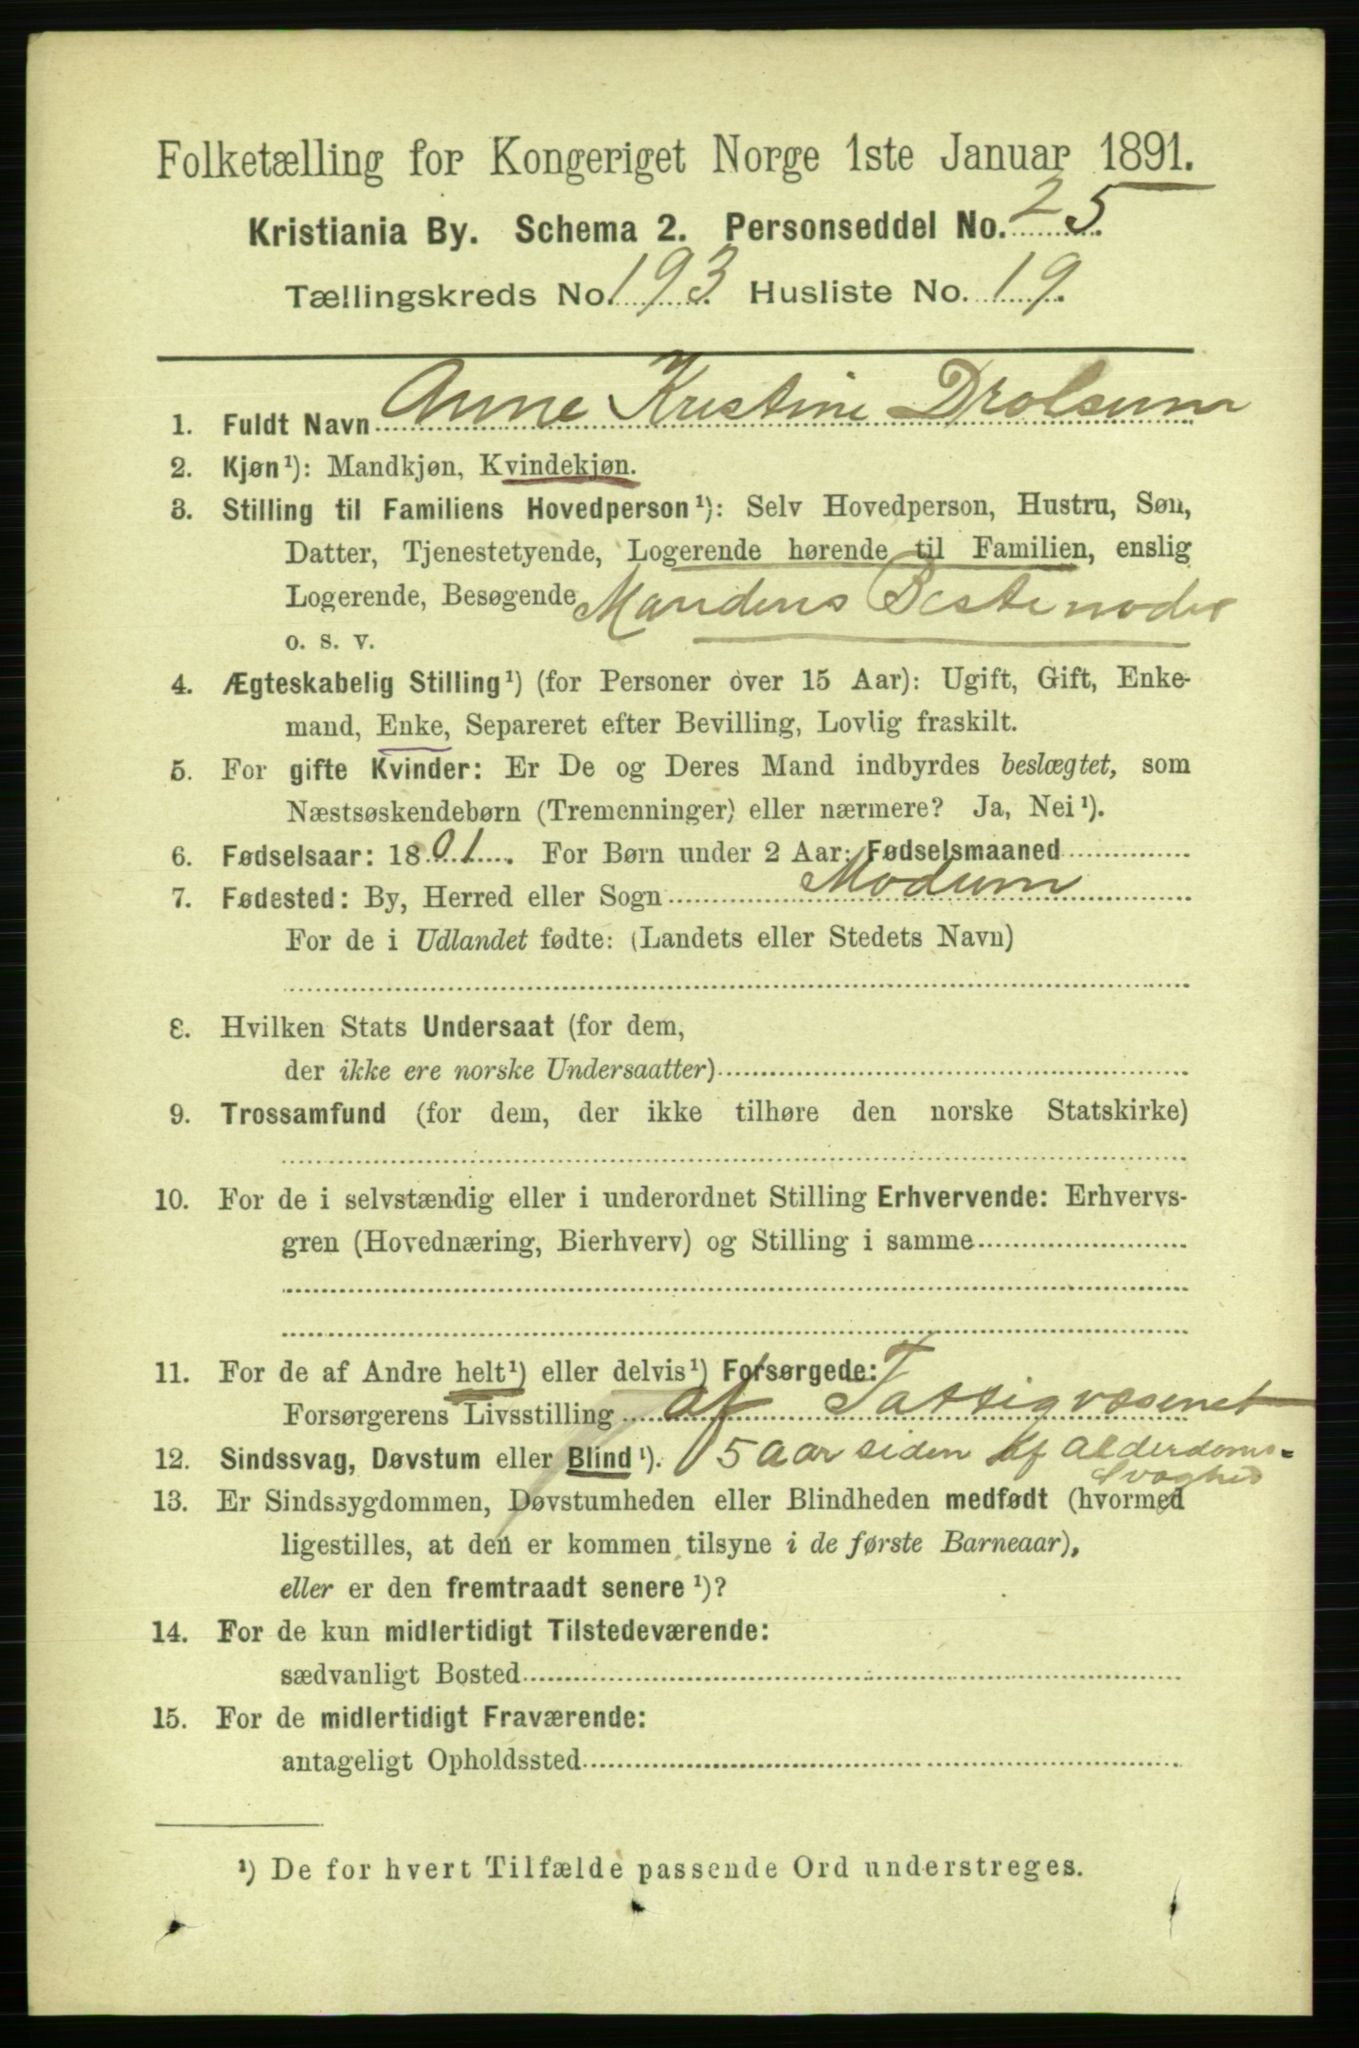 Folketælling for Kongeriget Norge 1ste Januar 1891.
Kristiania By. Schema 2. Personseddel No. 25
Tællingskreds No. 193 Husliste No. 19.
1. Fuldt Navn Anne Kristine Drolsum
2. Kjøn¹): Mandkjøn, Kvindekjøn.
3. Stilling til Familiens Hovedperson¹): Selv Hovedperson, Hustru, Søn,
Datter, Tjenestetyende, Logerende hørende til Familien, enslig
Logerende, Besøgende Mandens Bestemoder
o. s. v.
4. Ægteskabelig Stilling¹) (for Personer over 15 Aar): Ugift, Gift, Enke-
mand, Enke, Separeret efter Bevilling, Lovlig fraskilt.
5. For gifte Kvinder: Er De og Deres Mand indbyrdes beslægtet, som
Næstsøskendebørn (Tremenninger) eller nærmere? Ja, Nei¹).
6. Fødselsaar: 1801. For Børn under 2 Aar: Fødselsmaaned
7. Fødested: By, Herred eller Sogn Modum
For de i Udlandet fødte: (Landets eller Stedets Navn)
8. Hvilken Stats Undersaat (for dem,
der ikke ere norske Undersaatter)
9. Trossamfund (for dem, der ikke tilhøre den norske Statskirke)
10. For de i selvstændig eller i underordnet Stilling Erhvervende: Erhvervs-
gren (Hovednæring, Bierhverv) og Stilling i samme
11. For de af Andre helt¹) eller delvis¹) Forsørgede:
Forsørgerens Livsstilling af Fattigvæsenet
12. Sindssvag, Døvstum eller Blind¹). 5 Aar siden af Alderdoms-
Svaghed
13. Er Sindssygdommen, Døvstumheden eller Blindheden medfødt (hvormed
ligestilles, at den er kommen tilsyne i de første Barneaar),
eller er den fremtraadt senere¹)?
14. For de kun midlertidigt Tilstedeværende:
sædvanligt Bosted
15. For de midlertidigt Fraværende:
antageligt Opholdssted
¹) De for hvert Tilfælde passende Ord understreges.